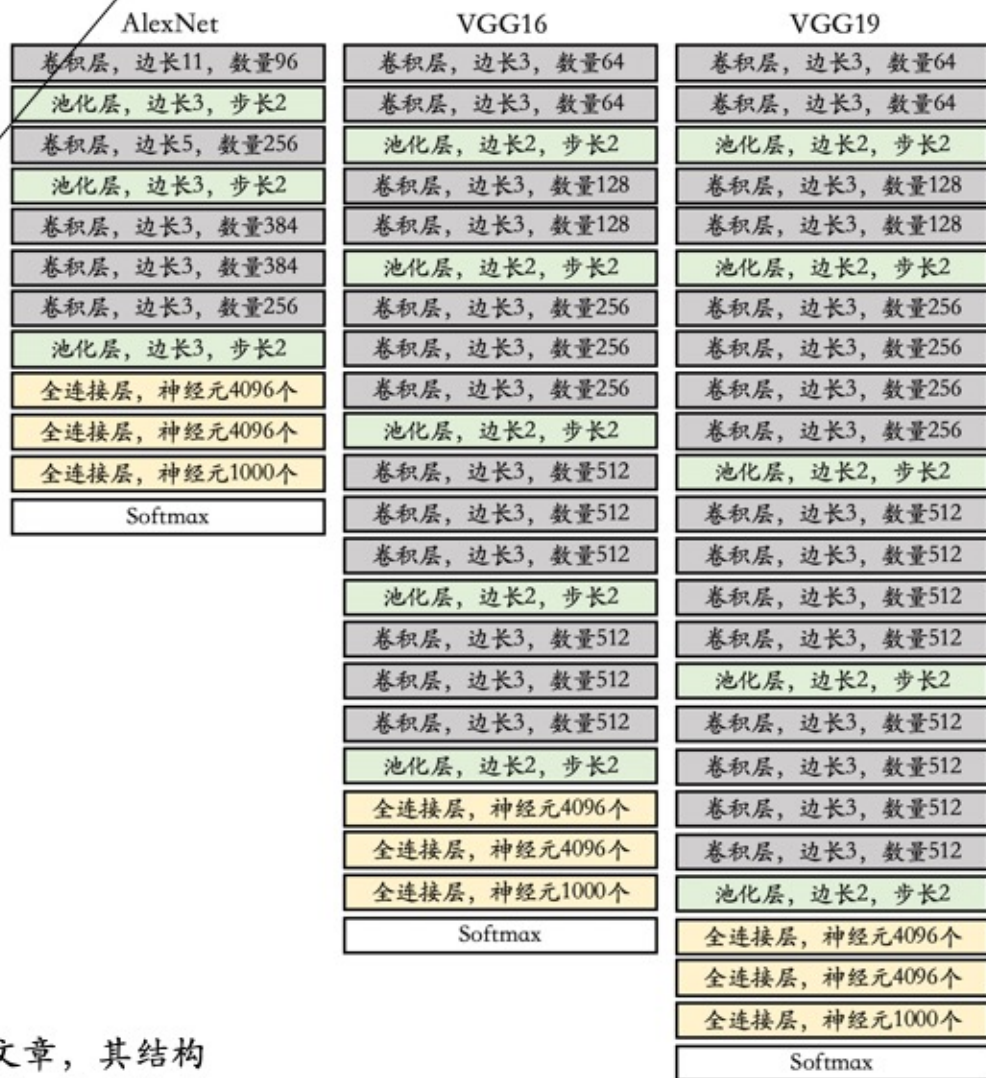 AlexNet
卷积层，边长11，数量96
池化层，边长3，步长2
卷积层，边长5，数量256
池化层，边长3，步长2
卷积层，边长3，数量384
卷积层，边长3，数量384
卷积层，边长3，数量256
池化层，边长3，步长2
全连接层，神经元4096个
全连接层，神经元4096个
全连接层，神经元1000个
Softmax
VGG16
卷积层，边长3，数量64
卷积层，边长3，数量64
池化层，边长2，步长2
卷积层，边长3，数量128
卷积层，边长3，数量128
池化层，边长2，步长2
卷积层，边长3，数量256
卷积层，边长3，数量256
卷积层，边长3，数量256
池化层，边长2，步长2
卷积层，边长3，数量512
卷积层，边长3，数量512
卷积层，边长3，数量512
池化层，边长2，步长2
卷积层，边长3，数量512
卷积层，边长3，数量512
卷积层，边长3，数量512
池化层，边长2，步长2
全连接层，神经元4096个
全连接层，神经元4096个
全连接层，神经元1000个
Softmax
VGG19
卷积层，边长3，数量64
卷积层，边长3，数量64
池化层，边长2，步长2
卷积层，边长3，数量128
卷积层，边长3，数量128
池化层，边长2，步长2
卷积层，边长3，数量256
卷积层，边长3，数量256
卷积层，边长3，数量256
卷积层，边长3，数量256
池化层，边长2，步长2
卷积层，边长3，数量512
卷积层，边长3，数量512
卷积层，边长3，数量512
卷积层，边长3，数量512
池化层，边长2，步长2
卷积层，边长3，数量512
卷积层，边长3，数量512
卷积层，边长3，数量512
卷积层，边长3，数量512
池化层，边长2，步长2
全连接层，神经元4096个
全连接层，神经元4096个
全连接层，神经元1000个
Softmax
文章，其结构